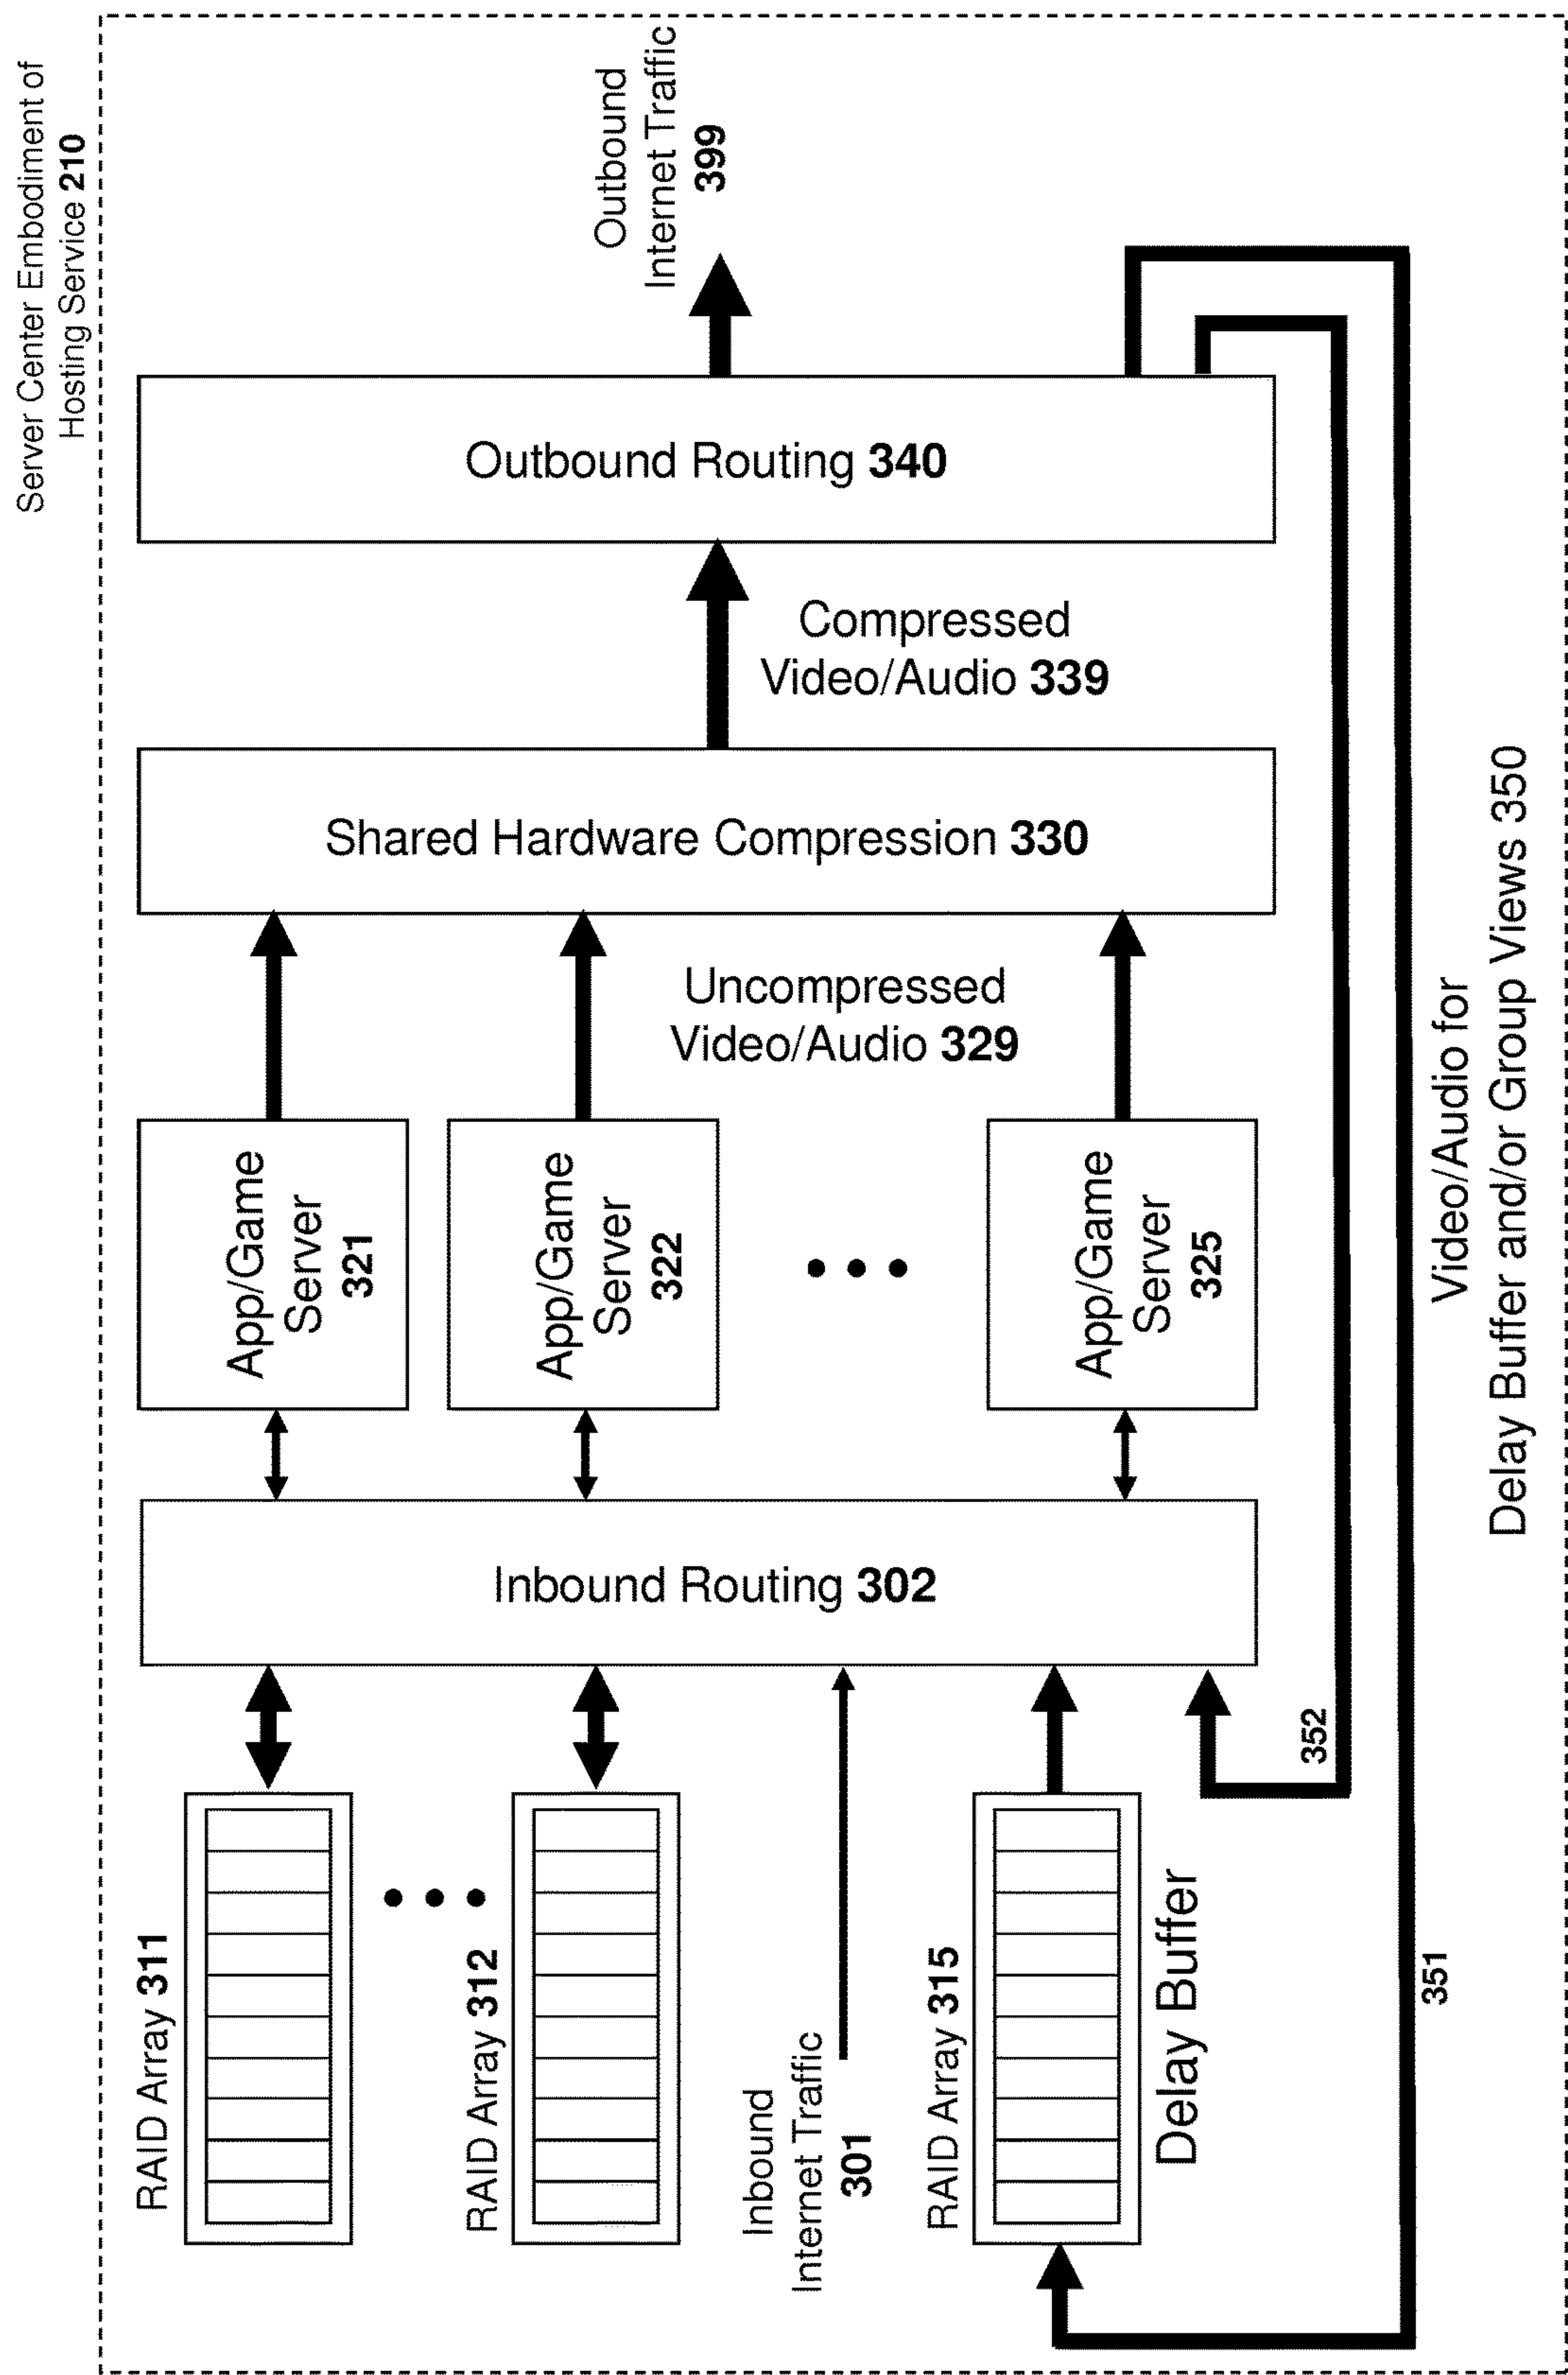 Server Center Embodiment of
Hosting Service 210
RAID Array 311
RAID Array 312
Inbound
Internet Traffic
301
RAID Array 315
Delay Buffer
Inbound Routing 302
App/Game
Server
321
App/Game
Server
322
App/Game
Server
325
Uncompressed
Video/Audio 329
Shared Hardware Compression 330
Compressed
Video/Audio 339
Outbound Routing 340
Outbound
Internet Traffic
399
352
351
Video/Audio for
Delay Buffer and/or Group Views 350